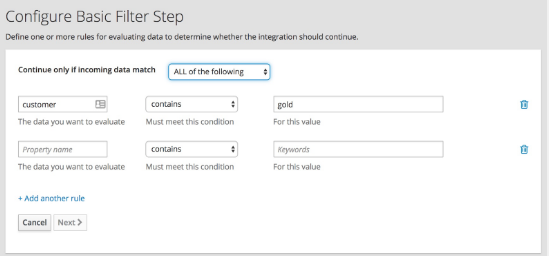 Configure Basic Filter Step
Define one or more rules for evaluating data to determine whether the integration should continue.
Continue only if incoming data match ALL of the following
customer contains gold
The data you want to evaluate Must meet this condition For this value
Property name contains Keywords
The data you want to evaluate Must meet this condition For this value
+ Add another rule
Cancel Next >